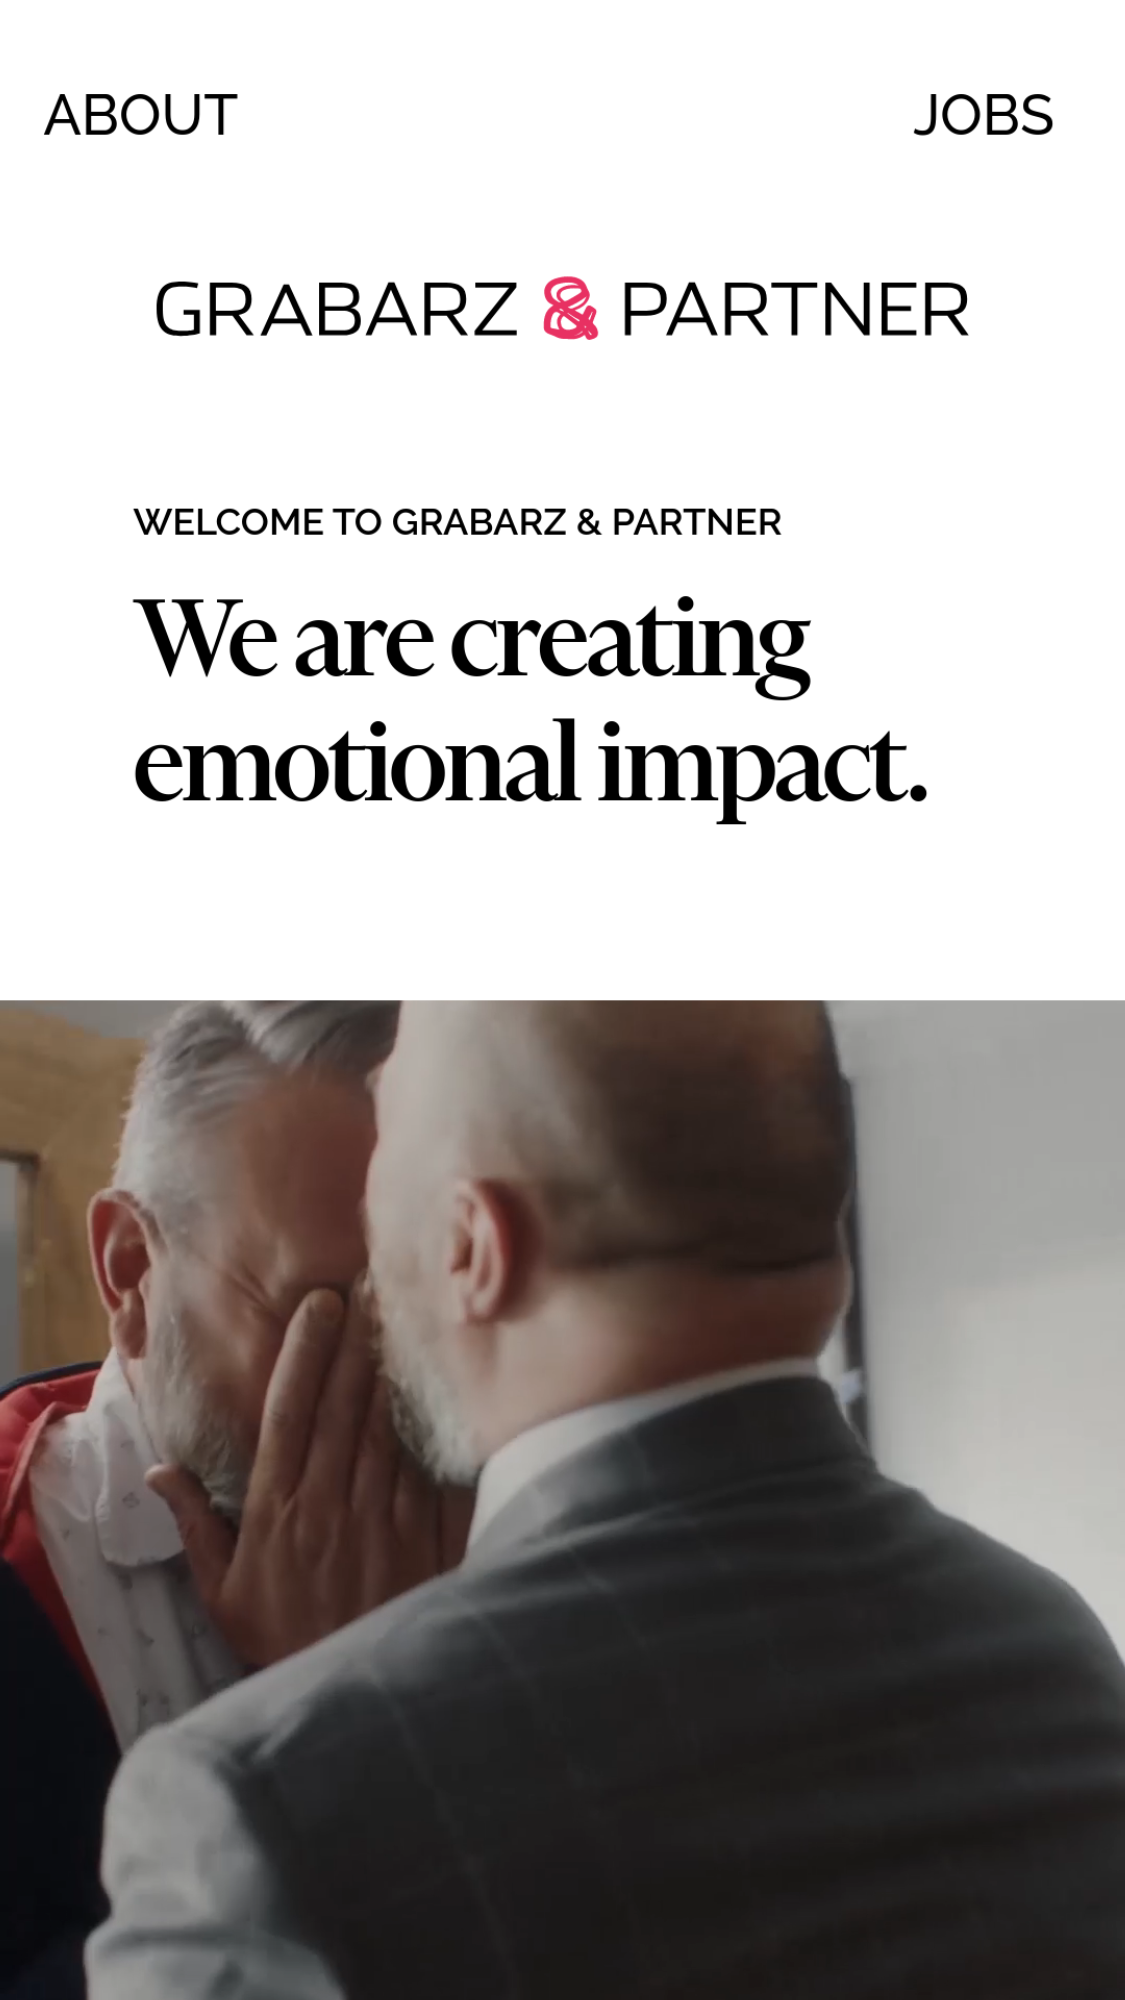 ABOUT
JOBS
GRABARZ & PARTNER
WELCOME TO GRABARZ & PARTNER
We are creating
emotional impact.